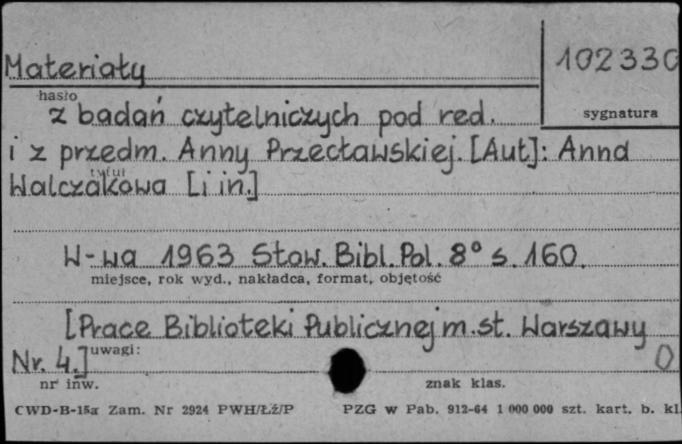 Materiały
102330
hasło
sygnatura
z badań czytelniczych pod red.
i z przedm. Anny Przecławskiej. [Aut]: Anna
tytuł
Walczakowa [i in.]
W-wa 1963 Stow. Bibl. Pol. 8° s. 160.
miejsce, rok wyd., nakładca, format, objętość
[Prace Biblioteki Publicznej m. st. Warszawy
uwagi:
Nr. 4.]
0
nr inw.
znak klas.
CWD-B-15a Zam. Nr 2924 PWH/Łż/P PZG w Pab. 912-64 1 000 000 szt. kart. b. kl.